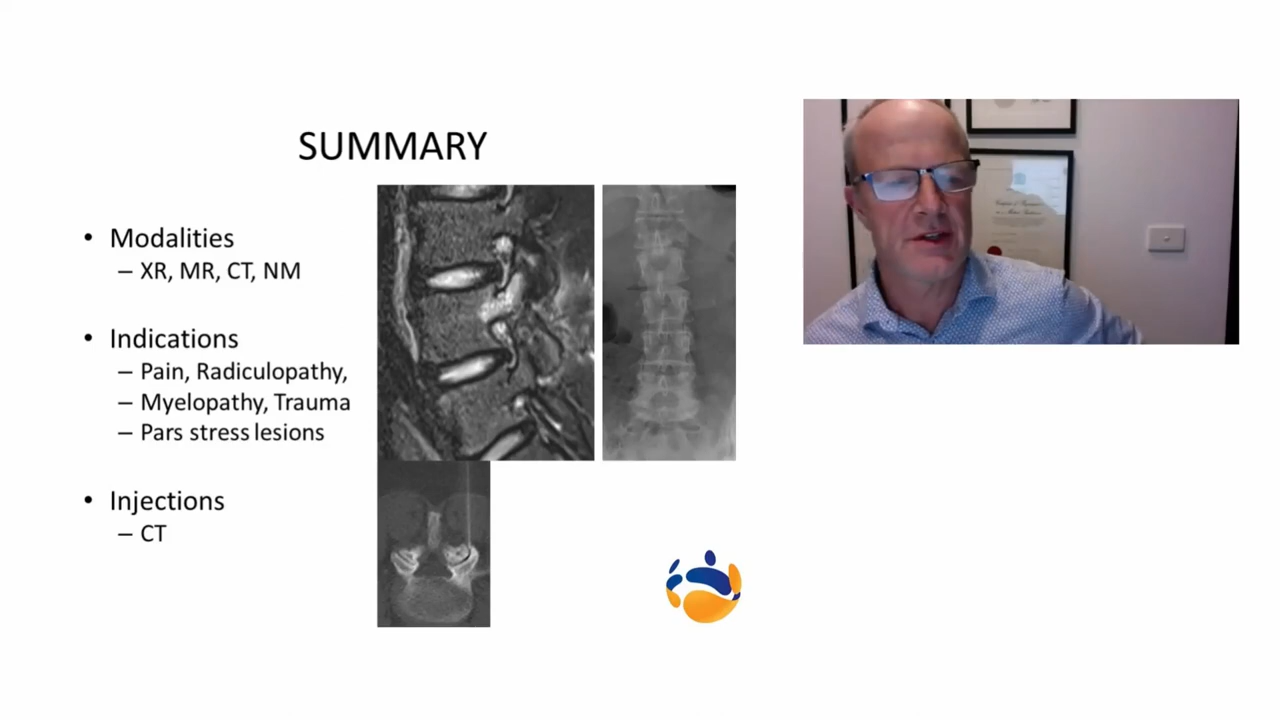 SUMMARY
• Modalities
– XR, MR, CT, NM
• Indications
– Pain, Radiculopathy,
– Myelopathy, Trauma
– Pars stress lesions
• Injections
– CT